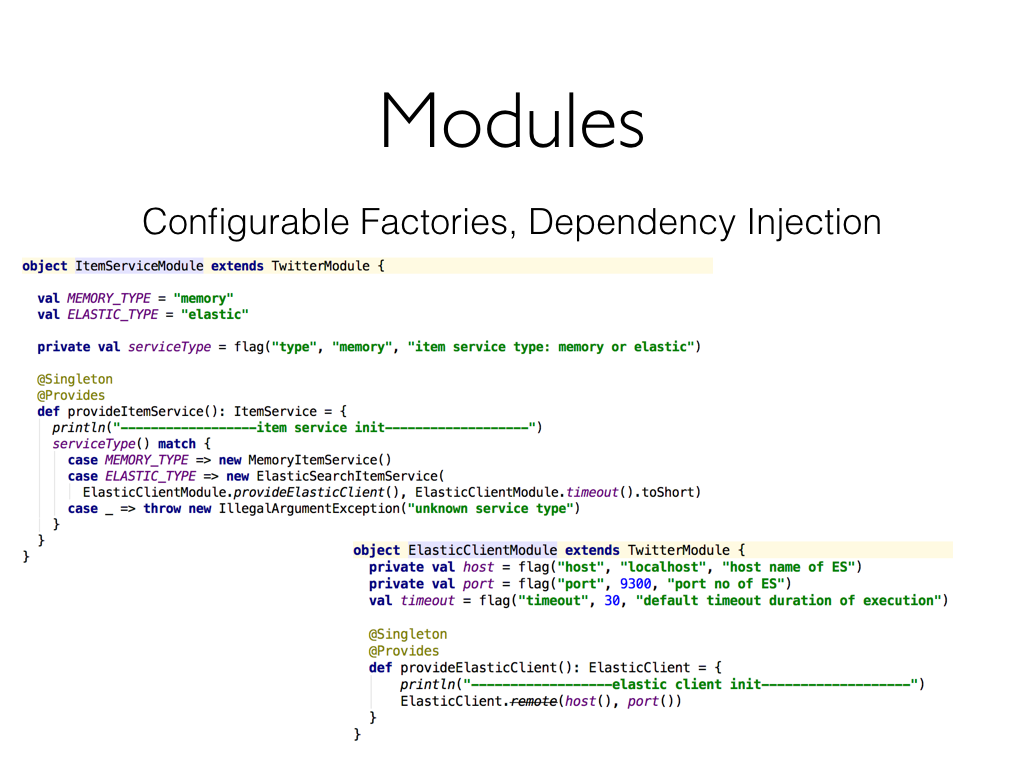 Modules
Configurable Factories, Dependency Injection
object ItemServiceModule extends TwitterModule {
val MEMORY_TYPE = "memory"
val ELASTIC_TYPE = "elastic"
private val serviceType = flag("type", "memory", "item service type: memory or elastic")
@Singleton
@Provides
def provideItemService(): ItemService = {
println("------------------item service init-------------------")
serviceType() match {
case MEMORY_TYPE => new MemoryItemService()
case ELASTIC_TYPE => new ElasticSearchItemService(
ElasticClientModule.provideElasticClient(), ElasticClientModule.timeout().toShort)
case _ => throw new IllegalArgumentException("unknown service type")
}
}
}
object ElasticClientModule extends TwitterModule {
private val host = flag("host", "localhost", "host name of ES")
private val port = flag("port", 9300, "port no of ES")
val timeout = flag("timeout", 30, "default timeout duration of execution")
@Singleton
@Provides
def provideElasticClient(): ElasticClient = {
println("------------------elastic client init-------------------")
ElasticClient.remote(host(), port())
}
}